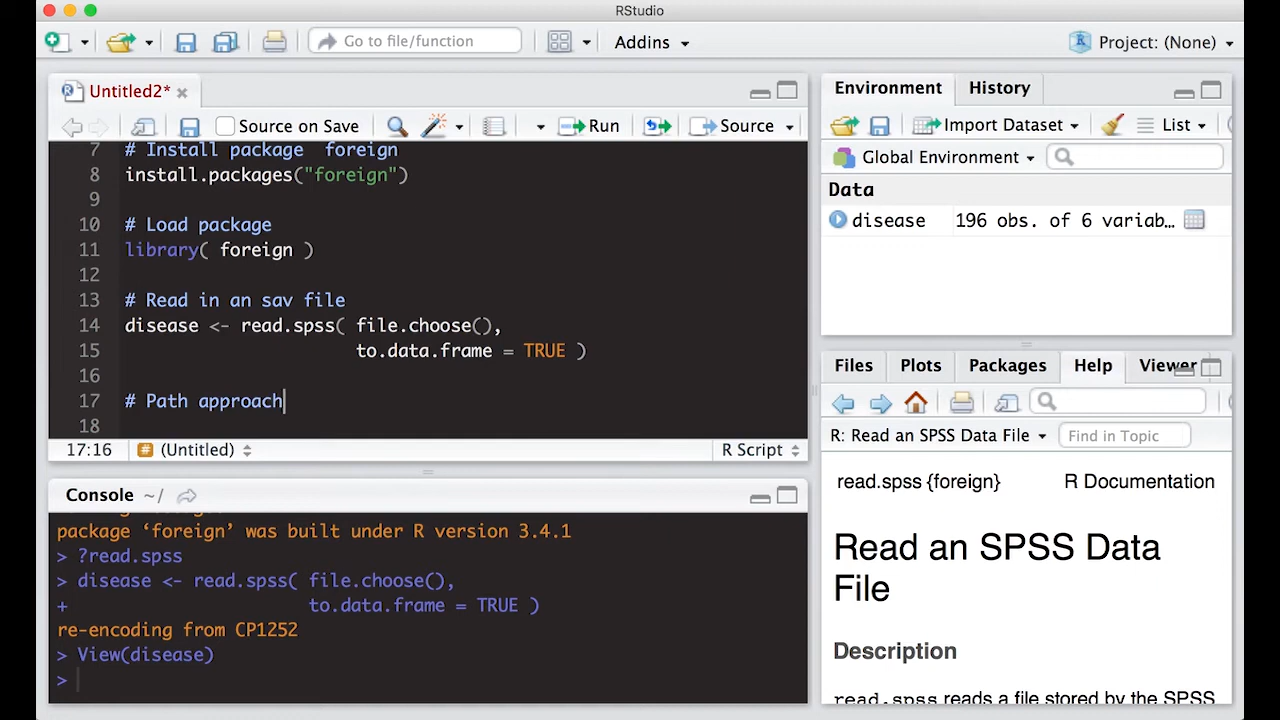 RStudio
Go to file/function
Addins
Project: (None)
Untitled2*
Source on Save
Run
Source
7 # Install package  foreign
8 install.packages("foreign")
9
10 # Load package
11 library( foreign )
12
13 # Read in an sav file
14 disease <- read.spss( file.choose(),
15 to.data.frame = TRUE )
16
17 # Path approach
18
17:16 # (Untitled) R Script
Console ~/
package ‘foreign’ was built under R version 3.4.1
> ?read.spss
> disease <- read.spss( file.choose(),
+ to.data.frame = TRUE )
re-encoding from CP1252
> View(disease)
>
Environment History
Import Dataset List
Global Environment
Data
disease 196 obs. of 6 variab…
Files Plots Packages Help Viewer
R: Read an SPSS Data File Find in Topic
read.spss {foreign} R Documentation
Read an SPSS Data
File
Description
read.spss reads a file stored by the SPSS